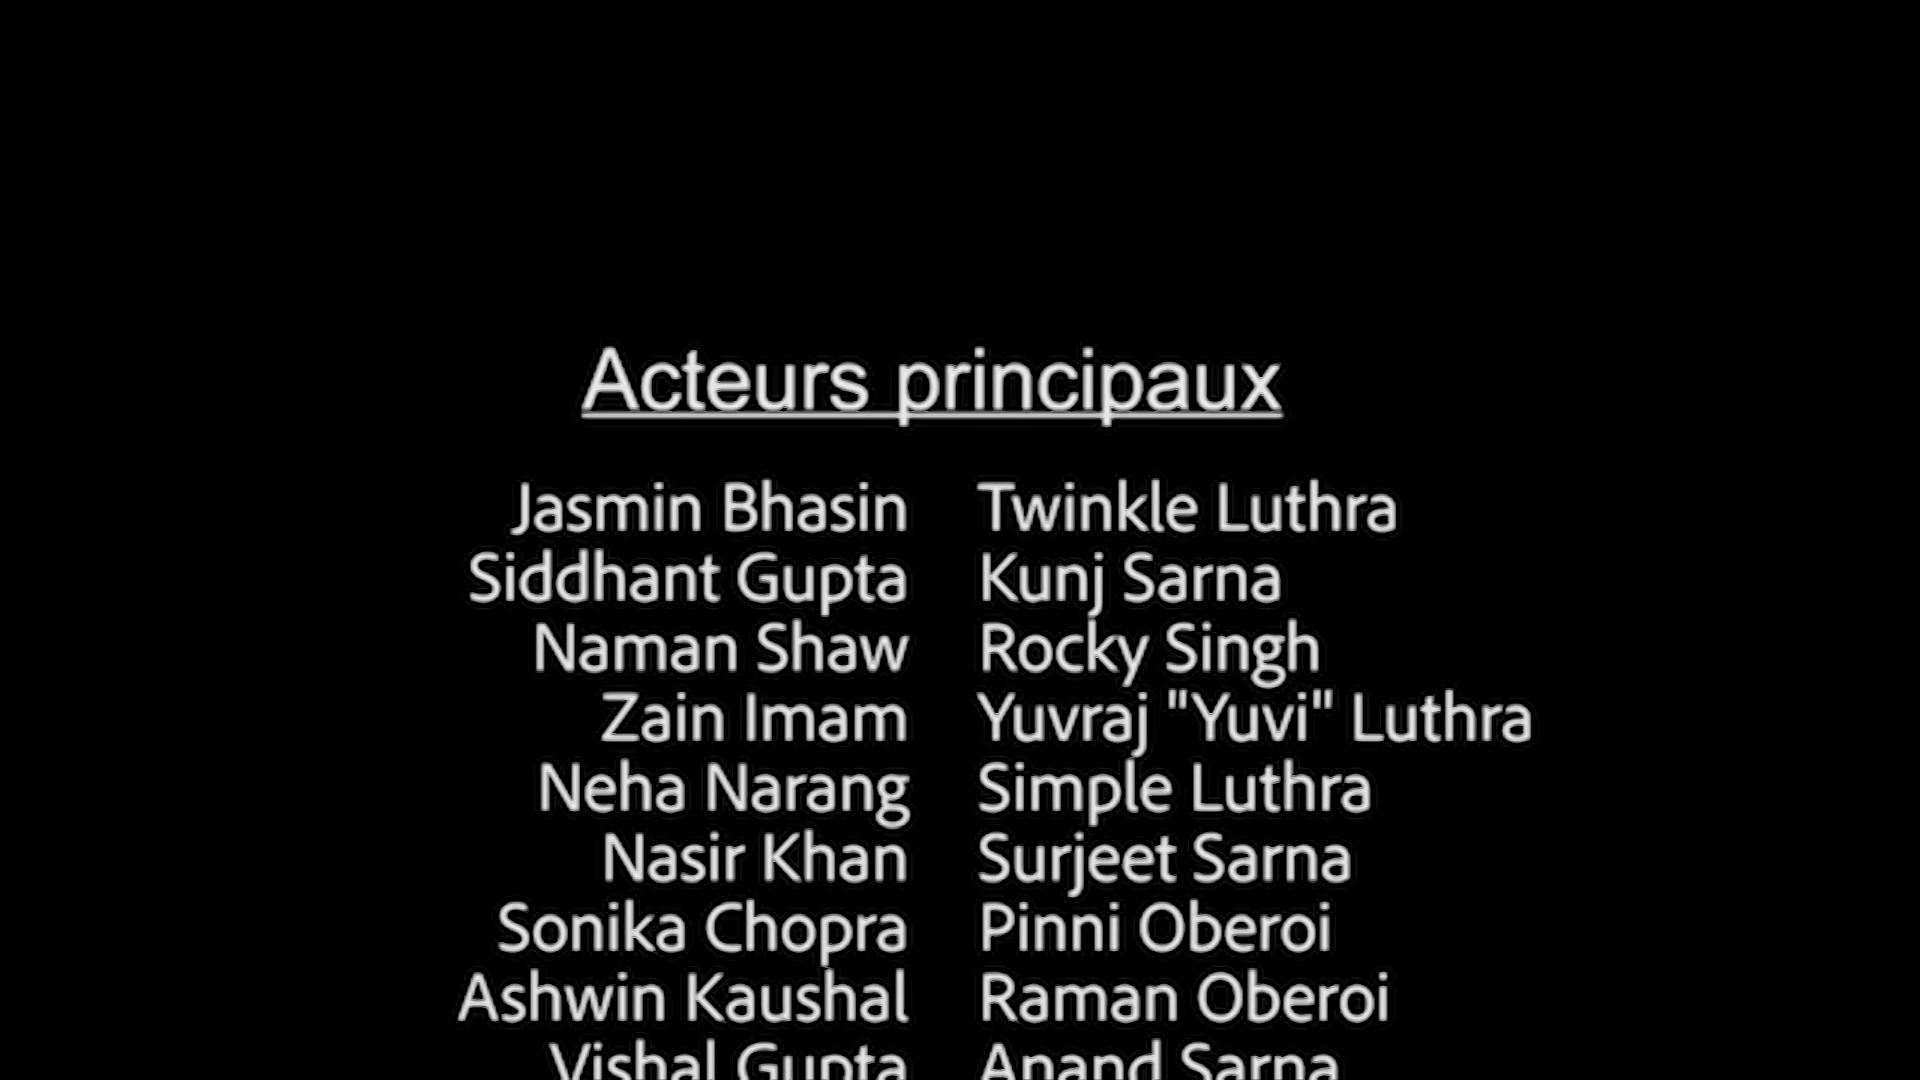 Acteurs principaux
Jasmin Bhasin Twinkle Luthra
Siddhant Gupta Kunj Sarna
Naman Shaw Rocky Singh
Zain Imam Yuvraj "Yuvi" Luthra
Neha Narang Simple Luthra
Nasir Khan Surjeet Sarna
Sonika Chopra Pinni Oberoi
Ashwin Kaushal Raman Oberoi
Vishal Gupta Anand Sarna